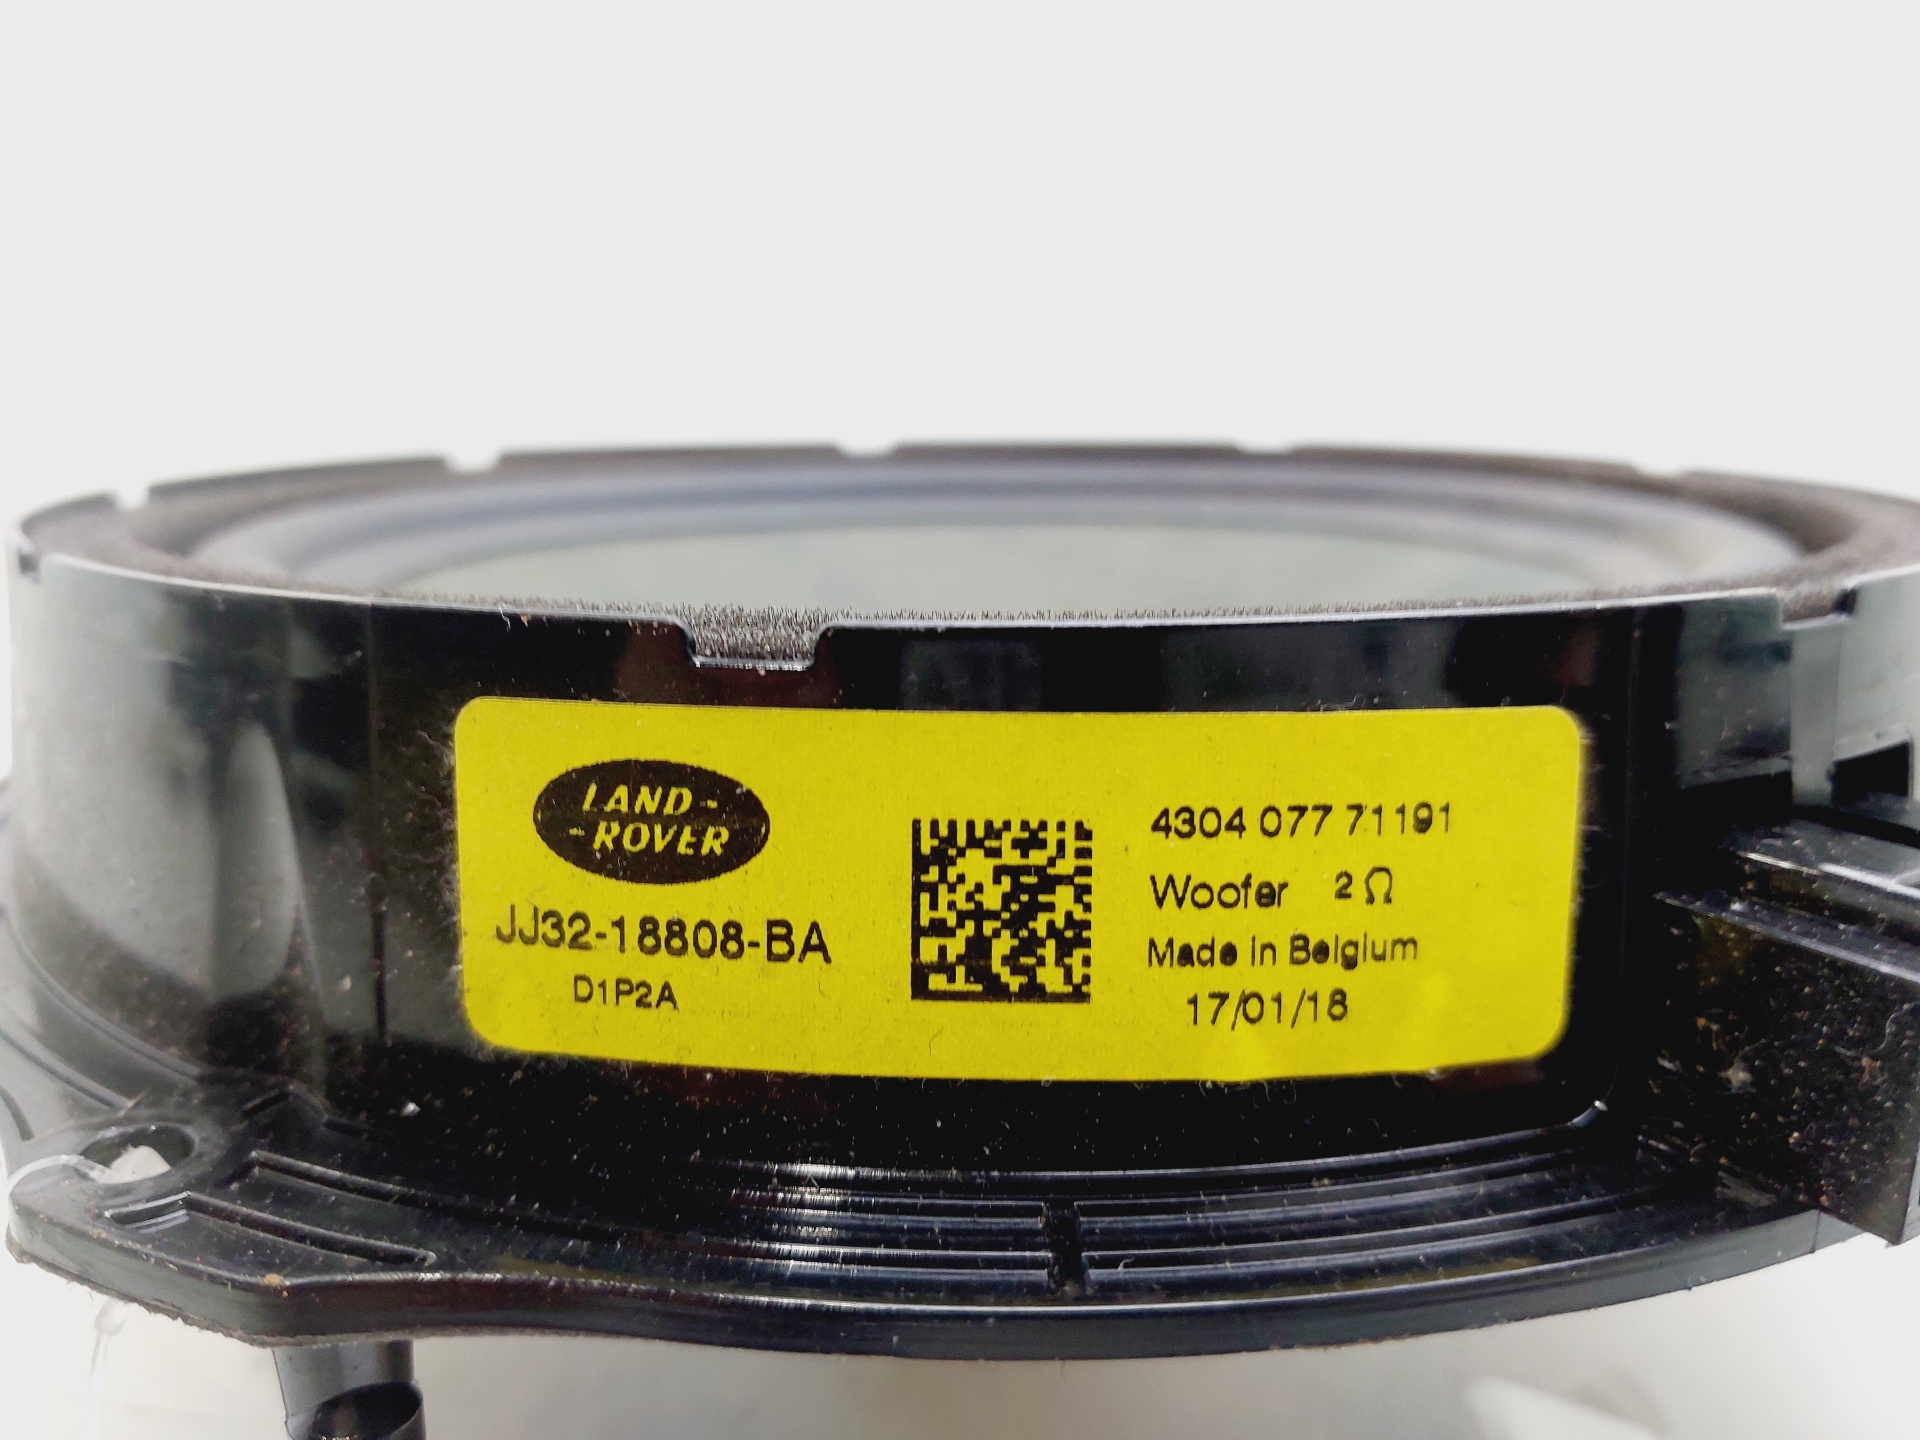 LAND-
-ROVER
JJ32-18808-BA
D1P2A
4304 077 71191
Woofer 2 Ω
Made in Belgium
17/01/18